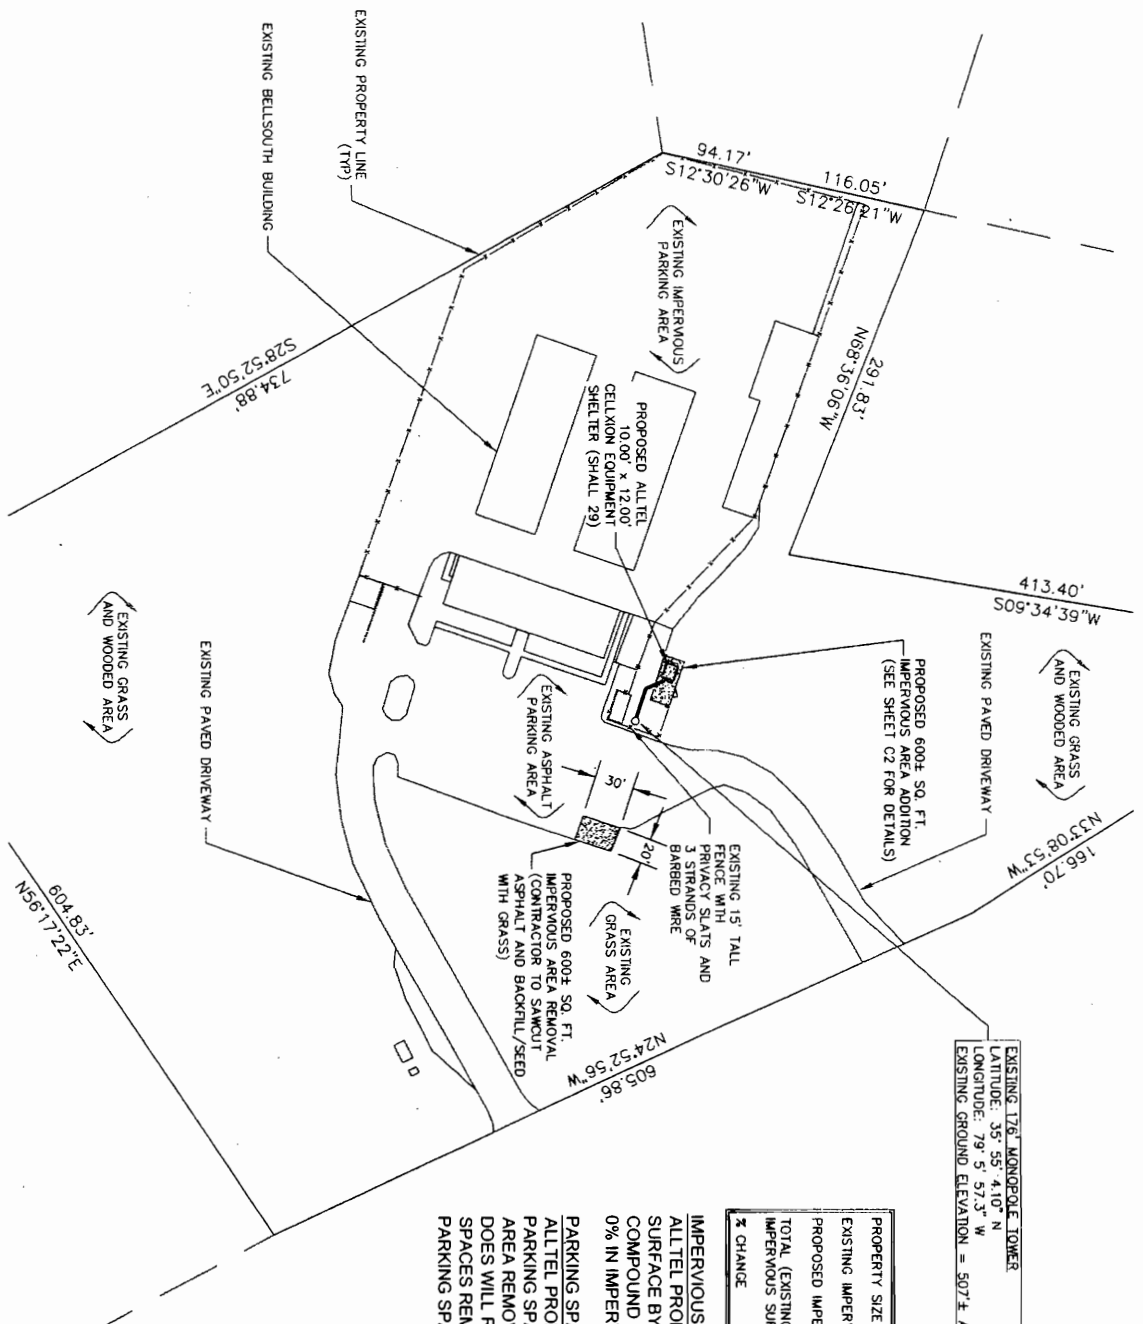 EXISTING PROPERTY LINE
(TYP)
EXISTING BELLSOUTH BUILDING
94.17'
S12°30'26"W
116.05'
S12°26'21"W
EXISTING IMPERVIOUS
PARKING AREA
291.83'
N68°36'06"W
S28°52'50"E
734.88'
PROPOSED ALLTEL
10.00' x 12.00'
CELLXION EQUIPMENT
SHELTER (SHALL 29)
413.40'
S09°34'39"W
EXISTING GRASS
AND WOODED AREA
EXISTING PAVED DRIVEWAY
PROPOSED 600± SQ. FT.
IMPERVIOUS AREA ADDITION
(SEE SHEET C2 FOR DETAILS)
EXISTING PAVED DRIVEWAY
EXISTING GRASS
AND WOODED AREA
EXISTING ASPHALT
PARKING AREA
30'
20'
EXISTING 15' TALL
FENCE WITH
PRIVACY SLATS AND
3 STRANDS OF
BARBED WIRE
N33°08'53"W
166.70'
604.83'
N56°17'22"E
PROPOSED 600± SQ. FT.
IMPERVIOUS AREA REMOVAL
(CONTRACTOR TO SAWCUT
ASPHALT AND BACKFILL/SEED
WITH GRASS)
EXISTING
GRASS AREA
N24°52'56"W
605.86'
EXISTING 176' MONOPOLE TOWER
LATITUDE: 35° 55' 4.10" N
LONGITUDE: 79° 5' 57.3" W
EXISTING GROUND ELEVATION = 507'± A
PROPERTY SIZE
EXISTING IMPER
PROPOSED IMPE
TOTAL (EXISTING
IMPERVIOUS SUR
% CHANGE
IMPERVIOUS
ALLTEL PROP
SURFACE BY
COMPOUND
0% IN IMPER
PARKING SP
ALLTEL PRO
PARKING SP
AREA REMO
DOES WILL R
SPACES REM
PARKING SP